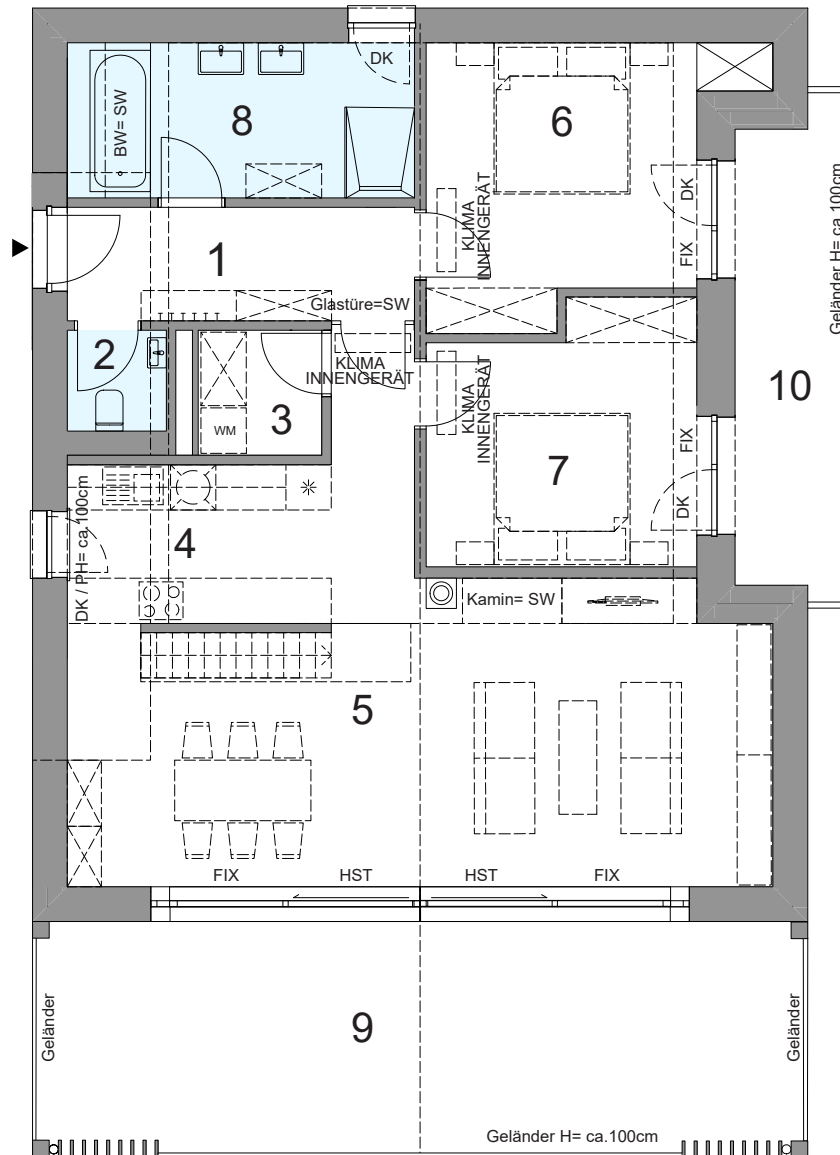 DK
BW= SW
8
6
DK
FIX
Geländer H= ca.100cm
KLIMA
INNENGERÄT
1
Glastüre=SW
2
KLIMA
INNENGERÄT
3
WM
KLIMA
INNENGERÄT
10
FIX
DK
7
4
DK / PH= ca.100cm
Kamin= SW
5
FIX
HST
HST
FIX
9
Geländer
Geländer
Geländer H= ca.100cm